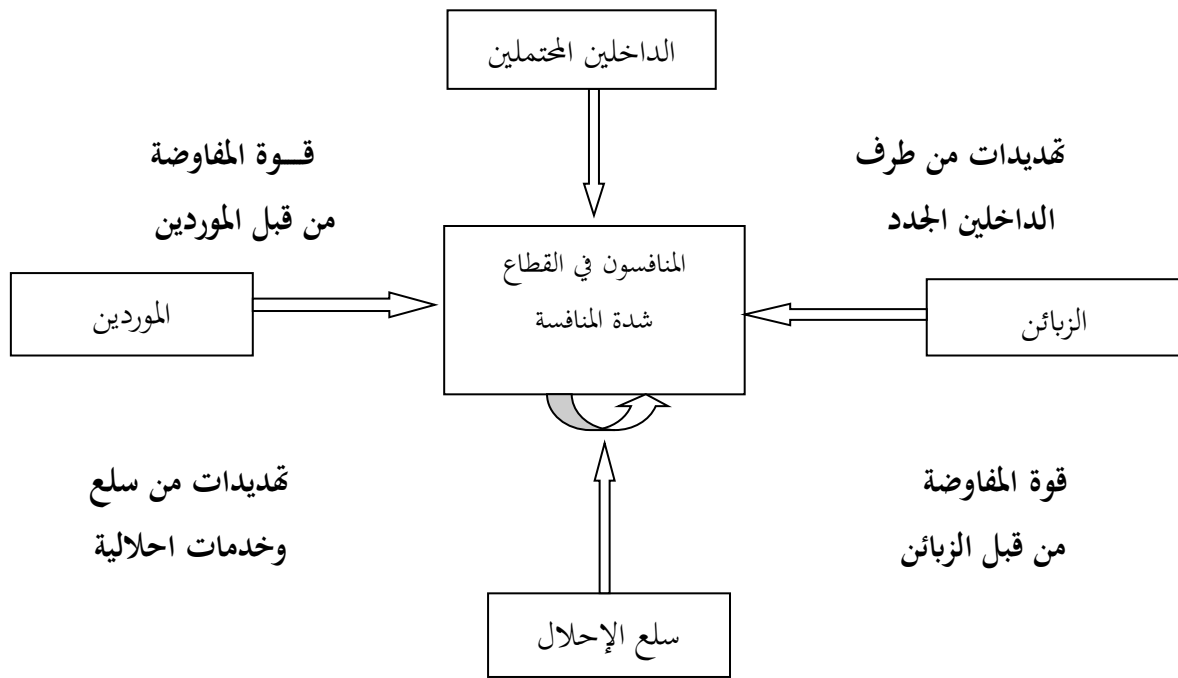 الداخلين المحتملين
تهديدات من طرف
الداخلين الجدد
قـــوة المفاوضة
من قبل الموردين
المنافسون في القطاع
شدة المنافسة
الزبائن
الموردين
قوة المفاوضة
من قبل الزبائن
تهديدات من سلع
وخدمات احلالية
سلع الإحلال